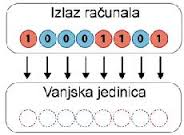 Izlaz računala
1 0 0 0 1 1 0 1
Vanjska jedinica